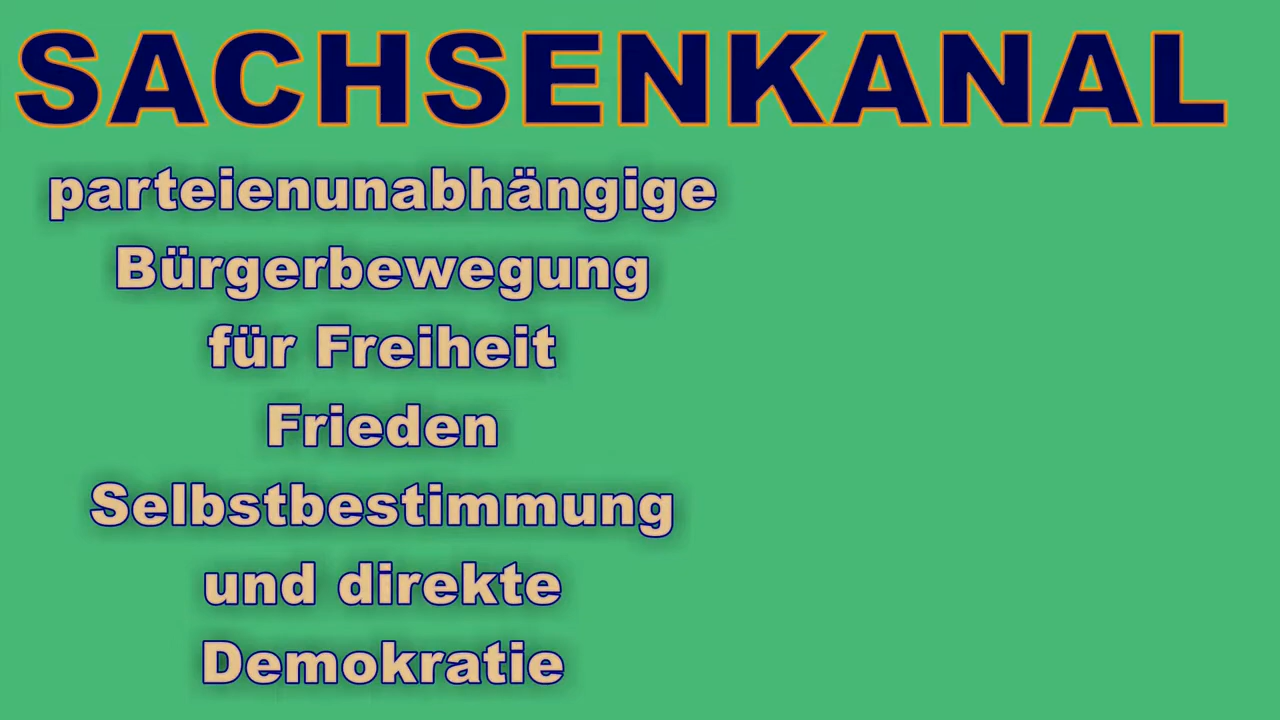 SACHSENKANAL
parteienunabhängige
Bürgerbewegung
für Freiheit
Frieden
Selbstbestimmung
und direkte
Demokratie